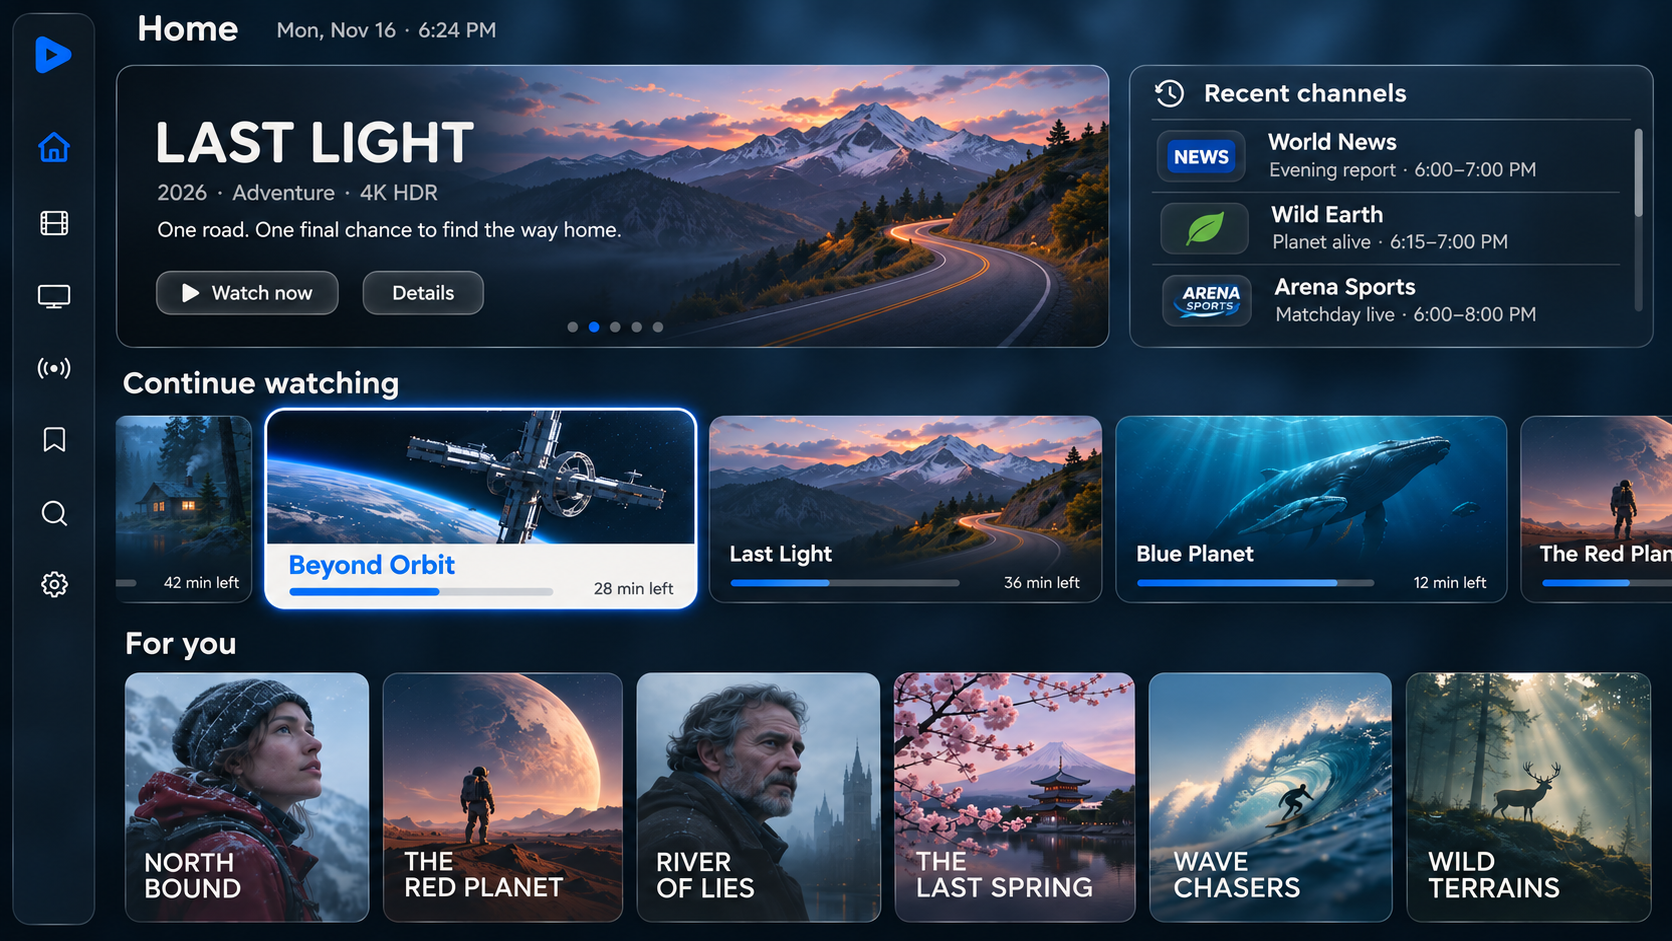 Home
Mon, Nov 16 · 6:24 PM
LAST LIGHT
2026 · Adventure · 4K HDR
One road. One final chance to find the way home.
Watch now
Details
Recent channels
NEWS
World News
Evening report · 6:00–7:00 PM
Wild Earth
Planet alive · 6:15–7:00 PM
ARENA
SPORTS
Arena Sports
Matchday live · 6:00–8:00 PM
Continue watching
42 min left
Beyond Orbit
28 min left
Last Light
36 min left
Blue Planet
12 min left
The Red Plan
For you
NORTH
BOUND
THE
RED PLANET
RIVER
OF LIES
THE
LAST SPRING
WAVE
CHASERS
WILD
TERRAINS